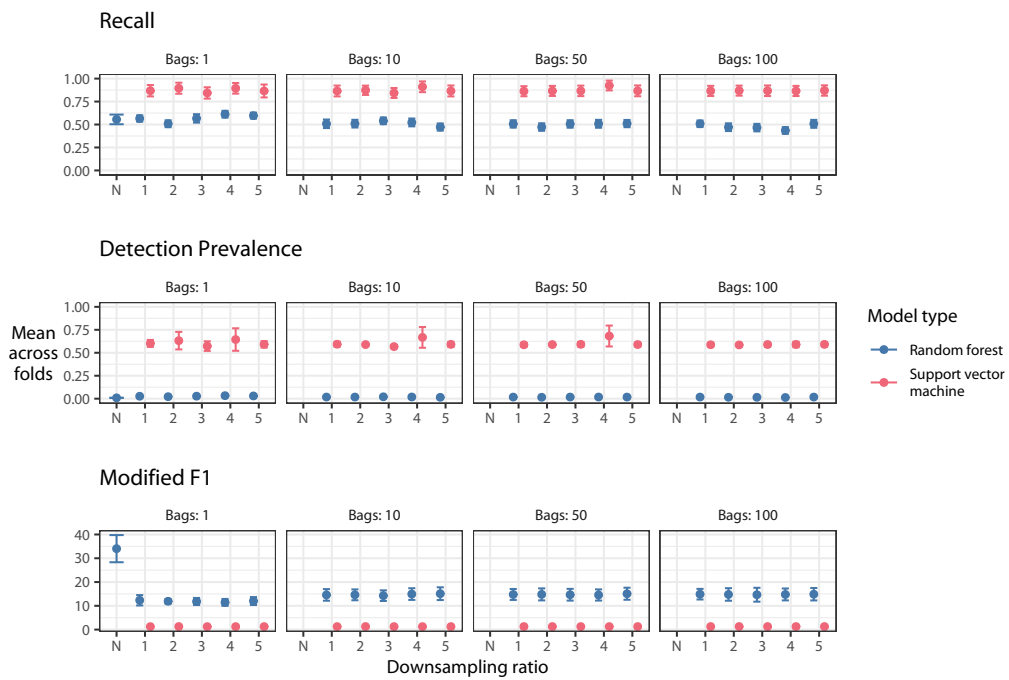 Recall
Bags: 1
Bags: 10
Bags: 50
Bags: 100
1.00
0.75
0.50
0.25
0.00
N 1 2 3 4 5
N 1 2 3 4 5
N 1 2 3 4 5
N 1 2 3 4 5
Detection Prevalence
Bags: 1
Bags: 10
Bags: 50
Bags: 100
1.00
0.75
0.50
0.25
0.00
N 1 2 3 4 5
N 1 2 3 4 5
N 1 2 3 4 5
N 1 2 3 4 5
Mean
across
folds
Model type
Random forest
Support vector
machine
Modified F1
Bags: 1
Bags: 10
Bags: 50
Bags: 100
40
30
20
10
0
N 1 2 3 4 5
N 1 2 3 4 5
N 1 2 3 4 5
N 1 2 3 4 5
Downsampling ratio